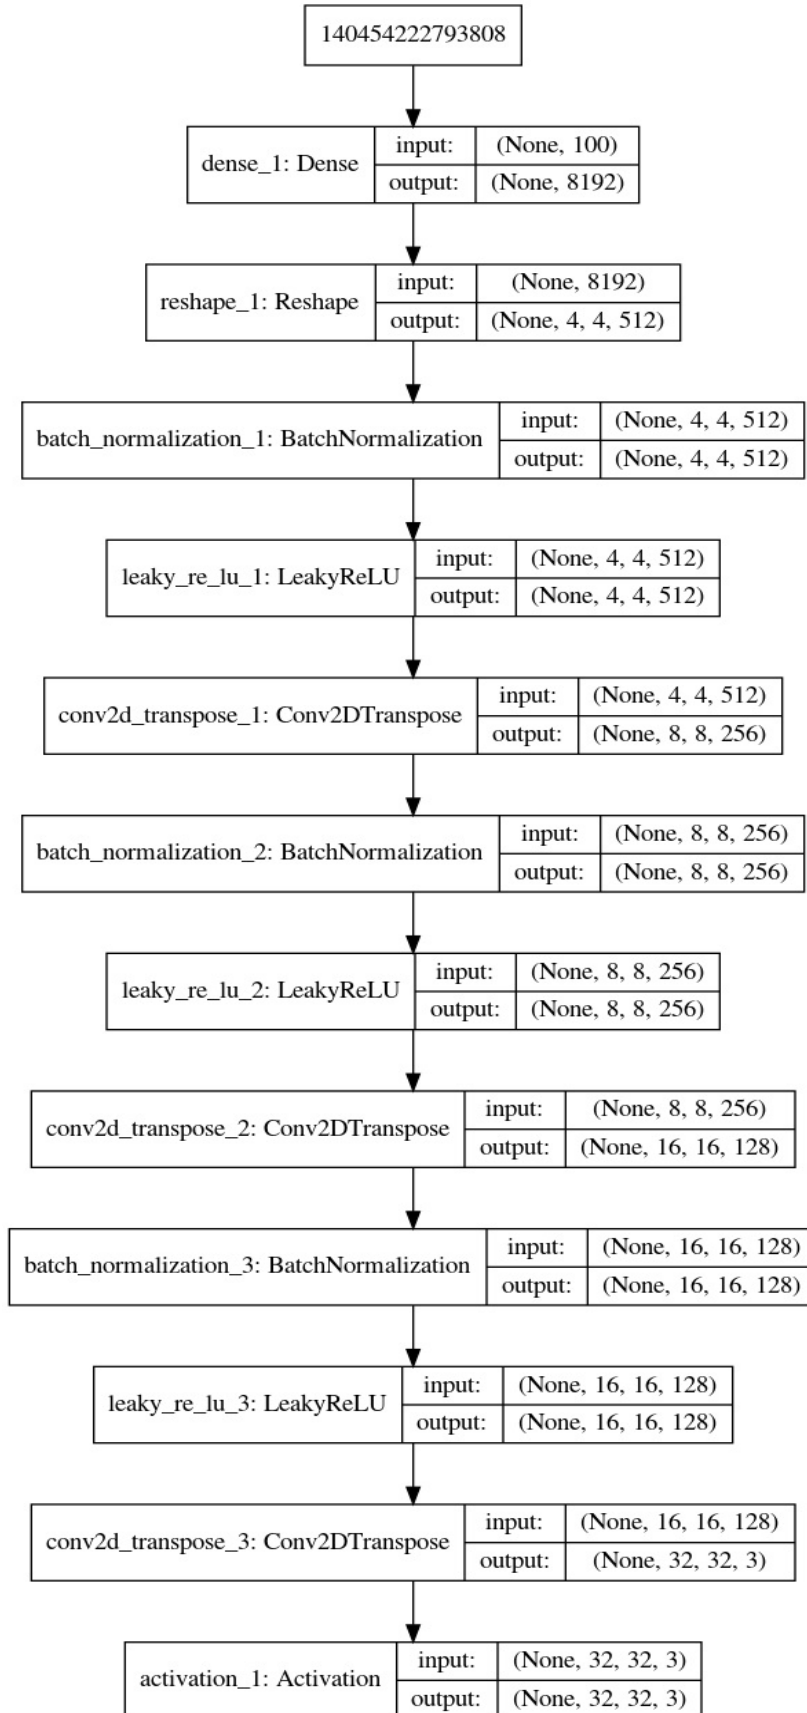 140454222793808
dense_1: Dense
input:
(None, 100)
output:
(None, 8192)
reshape_1: Reshape
input:
(None, 8192)
output:
(None, 4, 4, 512)
batch_normalization_1: BatchNormalization
input:
(None, 4, 4, 512)
output:
(None, 4, 4, 512)
leaky_re_lu_1: LeakyReLU
input:
(None, 4, 4, 512)
output:
(None, 4, 4, 512)
conv2d_transpose_1: Conv2DTranspose
input:
(None, 4, 4, 512)
output:
(None, 8, 8, 256)
batch_normalization_2: BatchNormalization
input:
(None, 8, 8, 256)
output:
(None, 8, 8, 256)
leaky_re_lu_2: LeakyReLU
input:
(None, 8, 8, 256)
output:
(None, 8, 8, 256)
conv2d_transpose_2: Conv2DTranspose
input:
(None, 8, 8, 256)
output:
(None, 16, 16, 128)
batch_normalization_3: BatchNormalization
input:
(None, 16, 16, 128)
output:
(None, 16, 16, 128)
leaky_re_lu_3: LeakyReLU
input:
(None, 16, 16, 128)
output:
(None, 16, 16, 128)
conv2d_transpose_3: Conv2DTranspose
input:
(None, 16, 16, 128)
output:
(None, 32, 32, 3)
activation_1: Activation
input:
(None, 32, 32, 3)
output:
(None, 32, 32, 3)